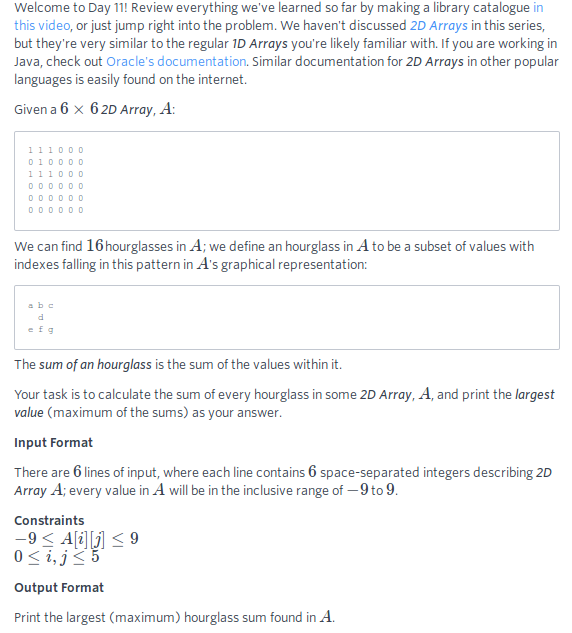 Welcome to Day 11! Review everything we've learned so far by making a library catalogue in
this video, or just jump right into the problem. We haven't discussed 2D Arrays in this series,
but they're very similar to the regular 1D Arrays you're likely familiar with. If you are working in
Java, check out Oracle's documentation. Similar documentation for 2D Arrays in other popular
languages is easily found on the internet.
Given a 6 × 6 2D Array, A:
1 1 1 0 0 0
0 1 0 0 0 0
1 1 1 0 0 0
0 0 0 0 0 0
0 0 0 0 0 0
0 0 0 0 0 0
We can find 16 hourglasses in A; we define an hourglass in A to be a subset of values with
indexes falling in this pattern in A's graphical representation:
a b c
d
e f g
The sum of an hourglass is the sum of the values within it.
Your task is to calculate the sum of every hourglass in some 2D Array, A, and print the largest
value (maximum of the sums) as your answer.
Input Format
There are 6 lines of input, where each line contains 6 space-separated integers describing 2D
Array A; every value in A will be in the inclusive range of −9 to 9.
Constraints
−9 ≤ A[i][j] ≤ 9
0 ≤ i, j ≤ 5
Output Format
Print the largest (maximum) hourglass sum found in A.